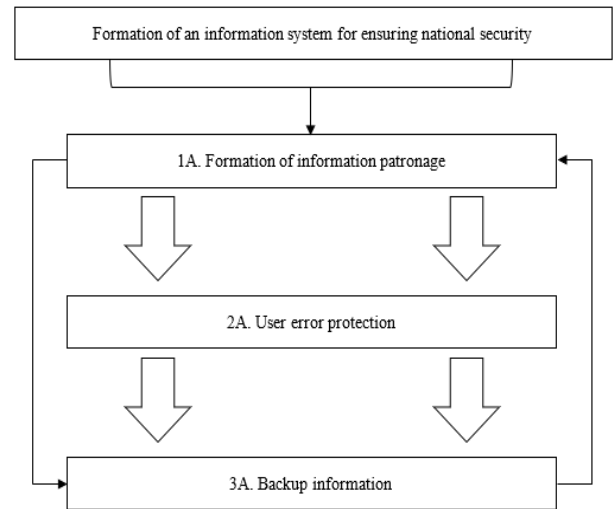 Formation of an information system for ensuring national security
1A. Formation of information patronage
2A. User error protection
3A. Backup information